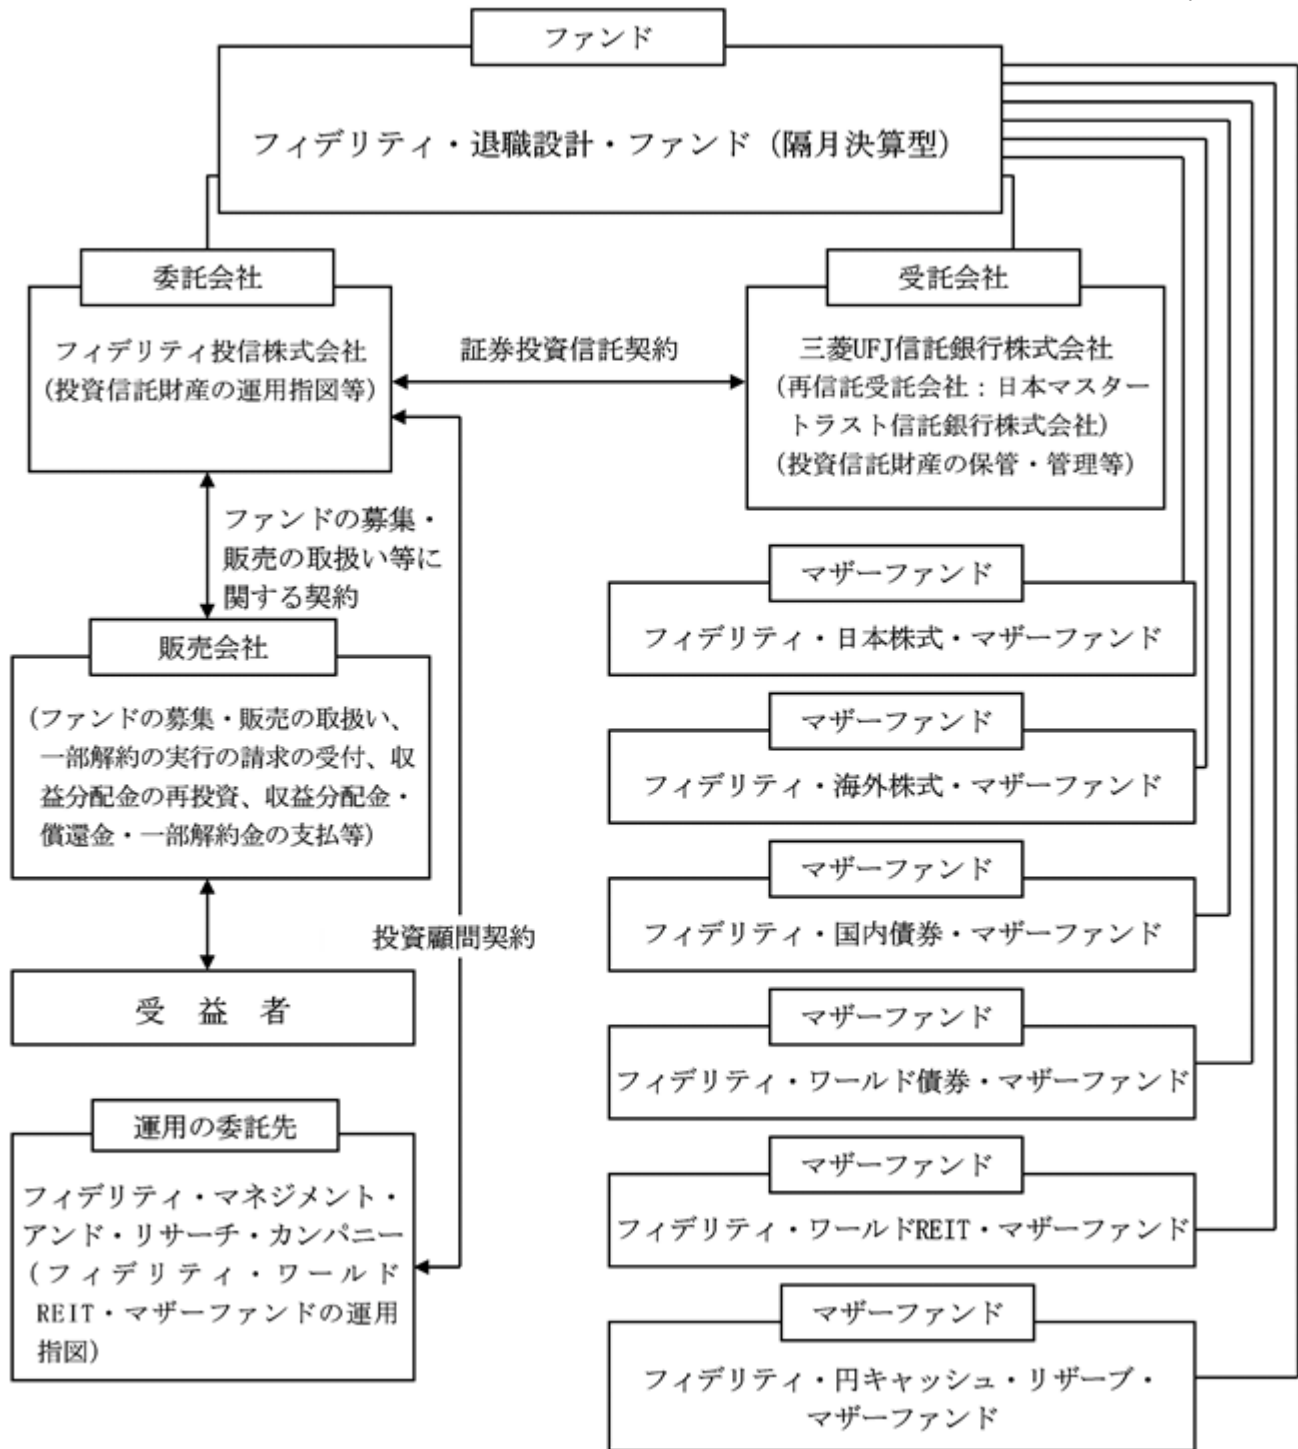 ファンド
フィデリティ・退職設計・ファンド（隔月決算型）
委託会社
フィデリティ投信株式会社
（投資信託財産の運用指図等）
証券投資信託契約
受託会社
三菱UFJ信託銀行株式会社
（再信託受託会社：日本マスター
トラスト信託銀行株式会社）
（投資信託財産の保管・管理等）
ファンドの募集・
販売の取扱い等に
関する契約
販売会社
（ファンドの募集・販売の取扱い、
一部解約の実行の請求の受付、収
益分配金の再投資、収益分配金・
償還金・一部解約金の支払等）
投資顧問契約
受　益　者
運用の委託先
フィデリティ・マネジメント・
アンド・リサーチ・カンパニー
（フィデリティ・ワールド
REIT・マザーファンドの運用
指図）
マザーファンド
フィデリティ・日本株式・マザーファンド
マザーファンド
フィデリティ・海外株式・マザーファンド
マザーファンド
フィデリティ・国内債券・マザーファンド
マザーファンド
フィデリティ・ワールド債券・マザーファンド
マザーファンド
フィデリティ・ワールドREIT・マザーファンド
マザーファンド
フィデリティ・円キャッシュ・リザーブ・
マザーファンド